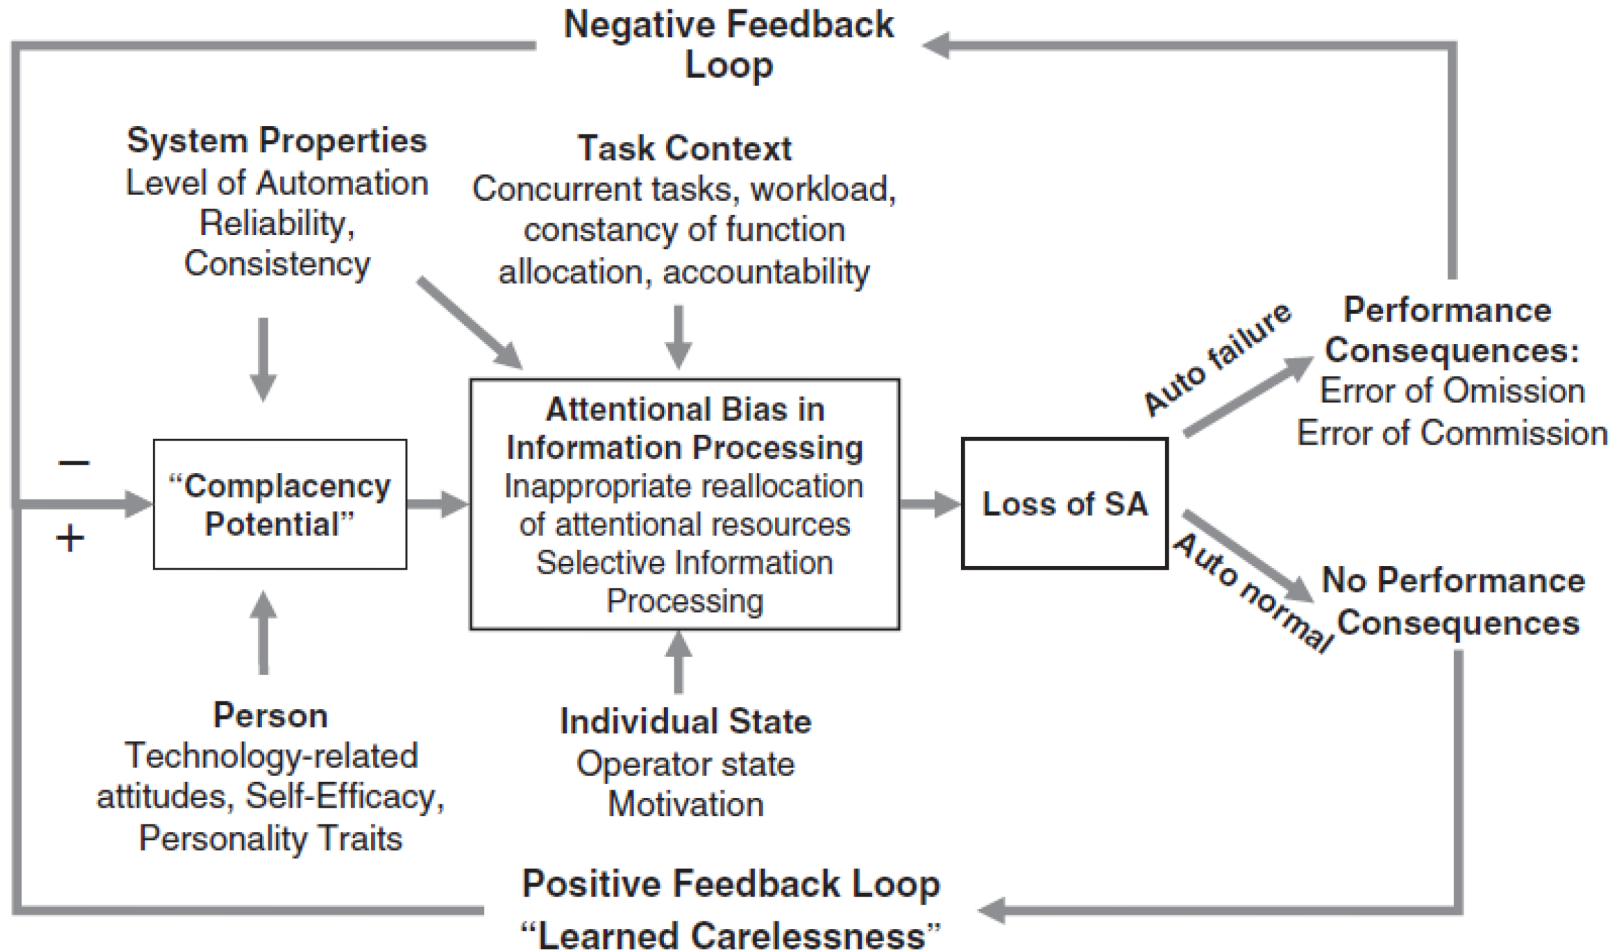 Negative Feedback
Loop
System Properties
Level of Automation
Reliability,
Consistency
Task Context
Concurrent tasks, workload,
constancy of function
allocation, accountability
Auto failure
Performance
Consequences:
Error of Omission
Error of Commission
−
+
“Complacency
Potential”
Attentional Bias in
Information Processing
Inappropriate reallocation
of attentional resources
Selective Information
Processing
Loss of SA
Auto normal
No Performance
Consequences
Person
Technology-related
attitudes, Self-Efficacy,
Personality Traits
Individual State
Operator state
Motivation
Positive Feedback Loop
“Learned Carelessness”